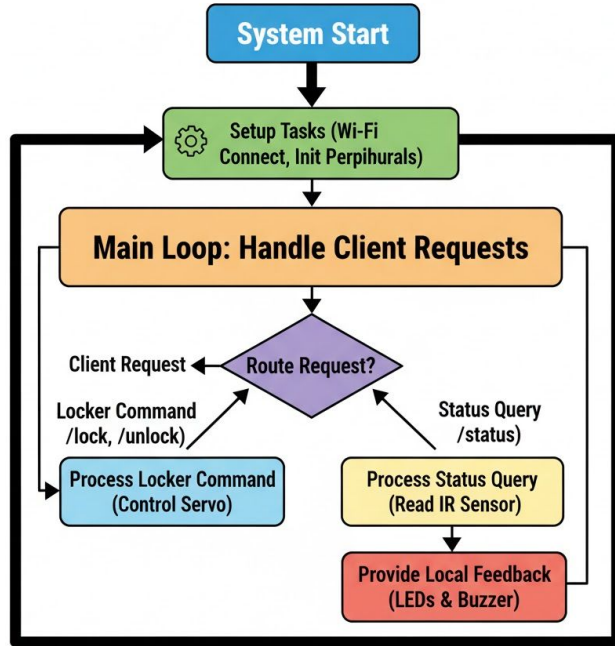 System Start
Setup Tasks (Wi-Fi
Connect, Init Perpihurals)
Main Loop: Handle Client Requests
Client Request
Route Request?
Locker Command
/lock, /unlock)
Status Query
/status)
Process Locker Command
(Control Servo)
Process Status Query
(Read IR Sensor)
Provide Local Feedback
(LEDs & Buzzer)